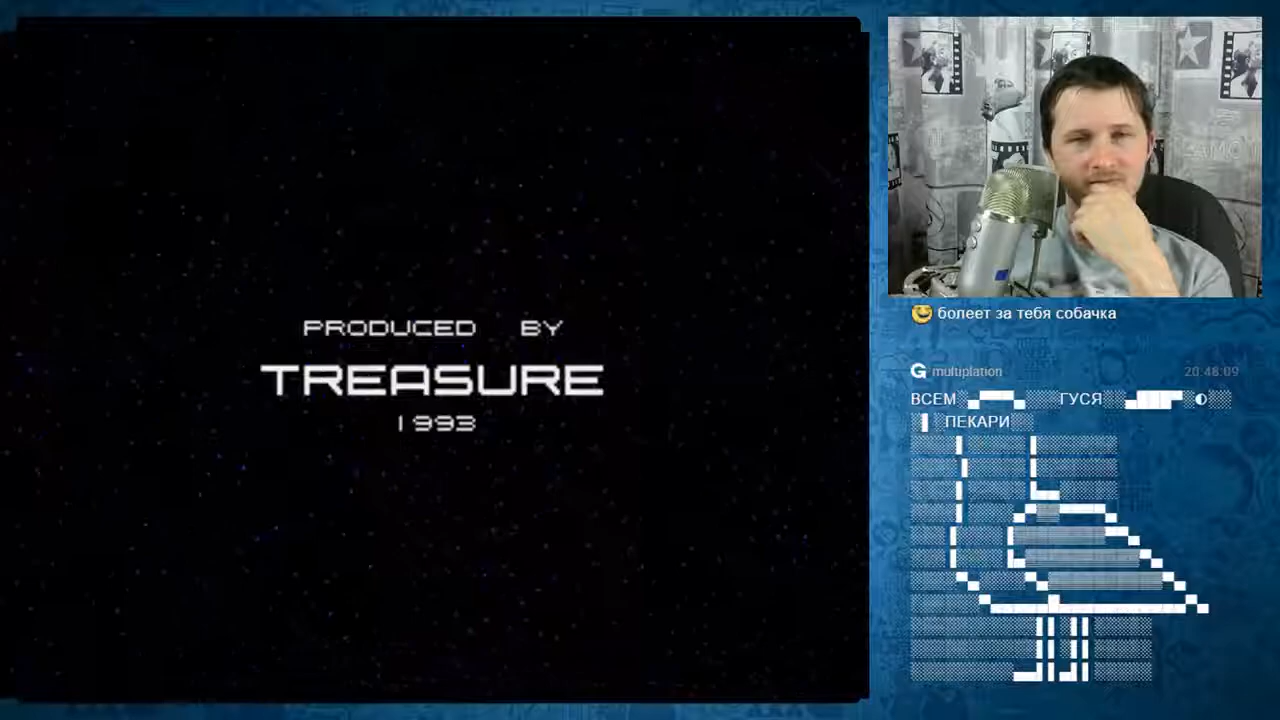 PRODUCED BY
TREASURE
1993
болеет за тебя собачка
G multiplation 20:48:09
ВСЕМ ГУСЯ
ПЕКАРИ